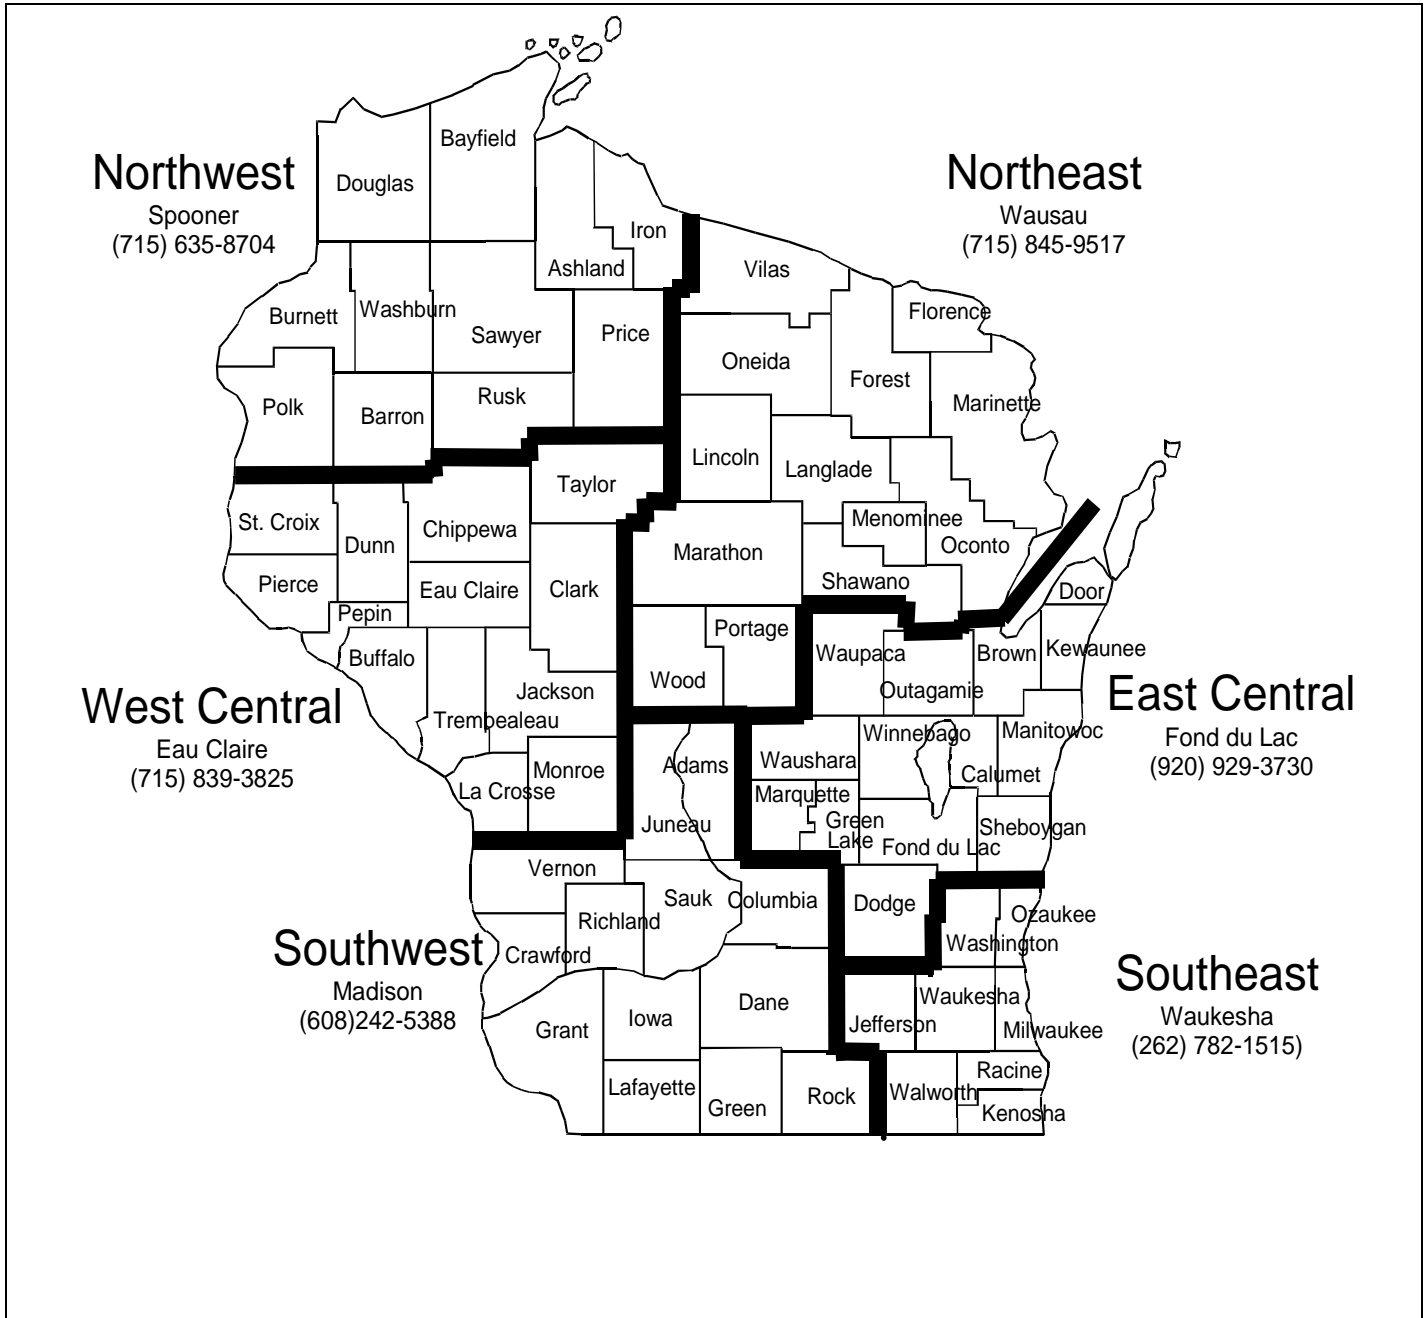 Bayfield
Northwest
Spooner
(715) 635-8704
Northeast
Wausau
(715) 845-9517
Douglas
Iron
Ashland
Vilas
Burnett
Washburn
Sawyer
Price
Florence
Oneida
Forest
Polk
Barron
Rusk
Marinette
Lincoln
Langlade
Taylor
St. Croix
Dunn
Chippewa
Menominee
Oconto
Marathon
Pierce
Eau Claire
Clark
Shawano
Door
Pepin
Portage
Buffalo
Wood
Waupaca
Brown
Kewaunee
Outagamie
Jackson
Trembealeau
West Central
Eau Claire
(715) 839-3825
East Central
Fond du Lac
(920) 929-3730
Winnebago
Manitowoc
Waushara
Adams
Monroe
La Crosse
Calumet
Marquette
Green
Lake
Juneau
Fond du Lac
Sheboygan
Vernon
Sauk
Columbia
Dodge
Richland
Ozaukee
Washington
Crawford
Southwest
Madison
(608)242-5388
Southeast
Waukesha
(262) 782-1515)
Grant
Iowa
Dane
Waukesha
Jefferson
Milwaukee
Lafayette
Green
Rock
Walworth
Racine
Kenosha